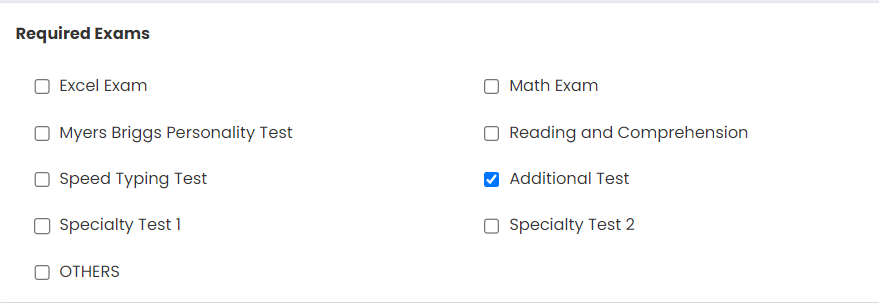 Required Exams
Excel Exam
Math Exam
Myers Briggs Personality Test
Reading and Comprehension
Speed Typing Test
Additional Test
Specialty Test 1
Specialty Test 2
OTHERS